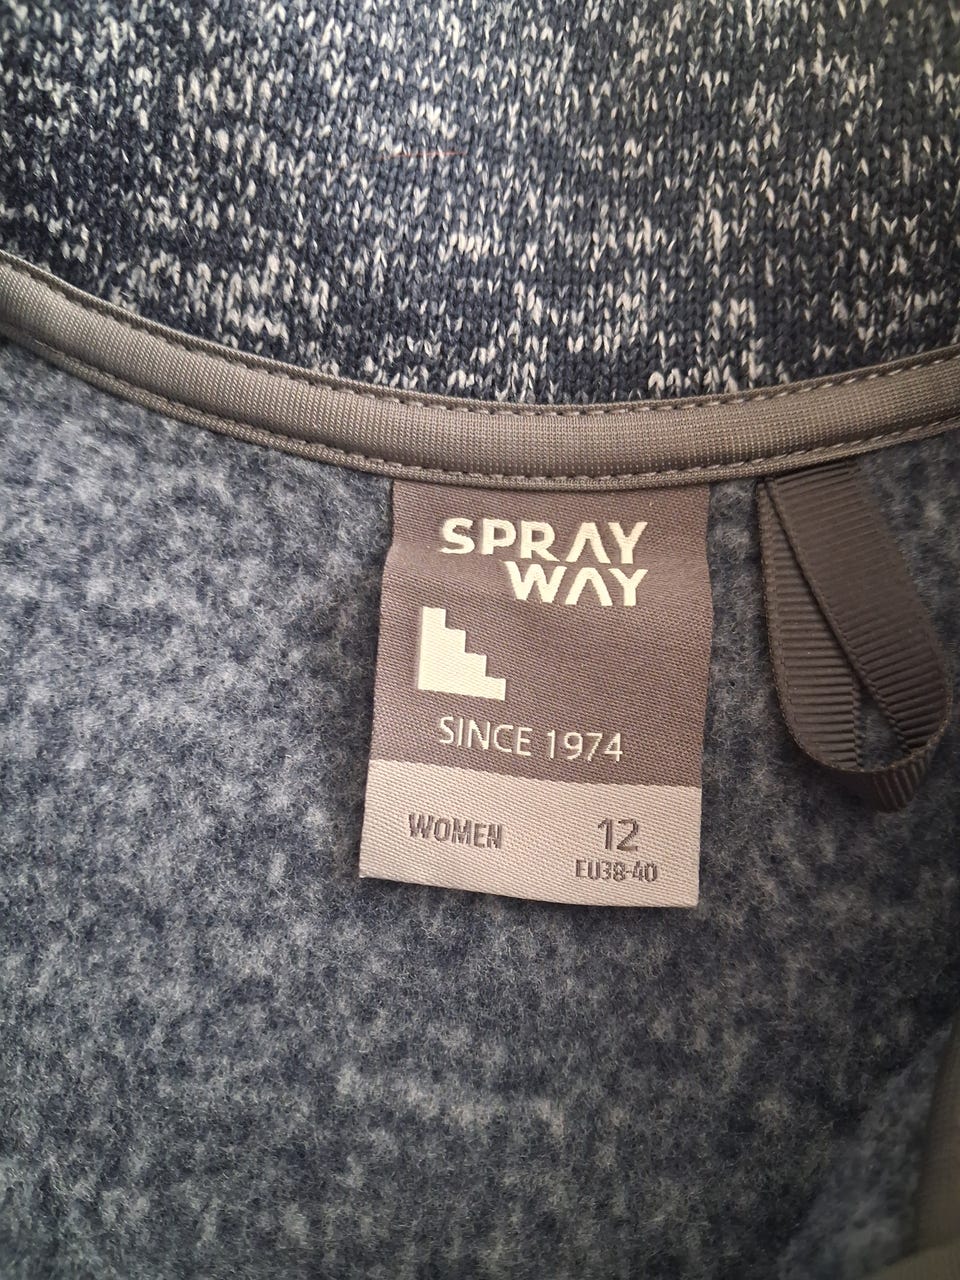 SPRAY
WAY
SINCE 1974
WOMEN 12
EU38-40